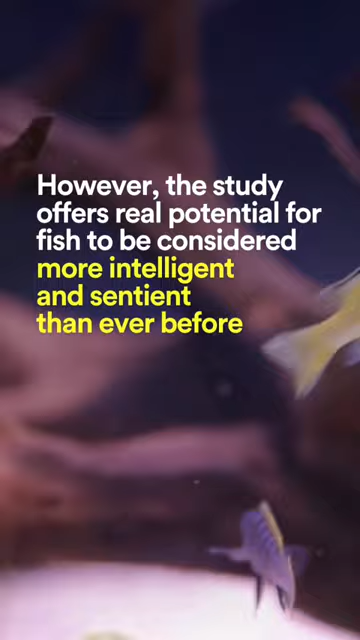 However, the study
offers real potential for
fish to be considered
more intelligent
and sentient
than ever before